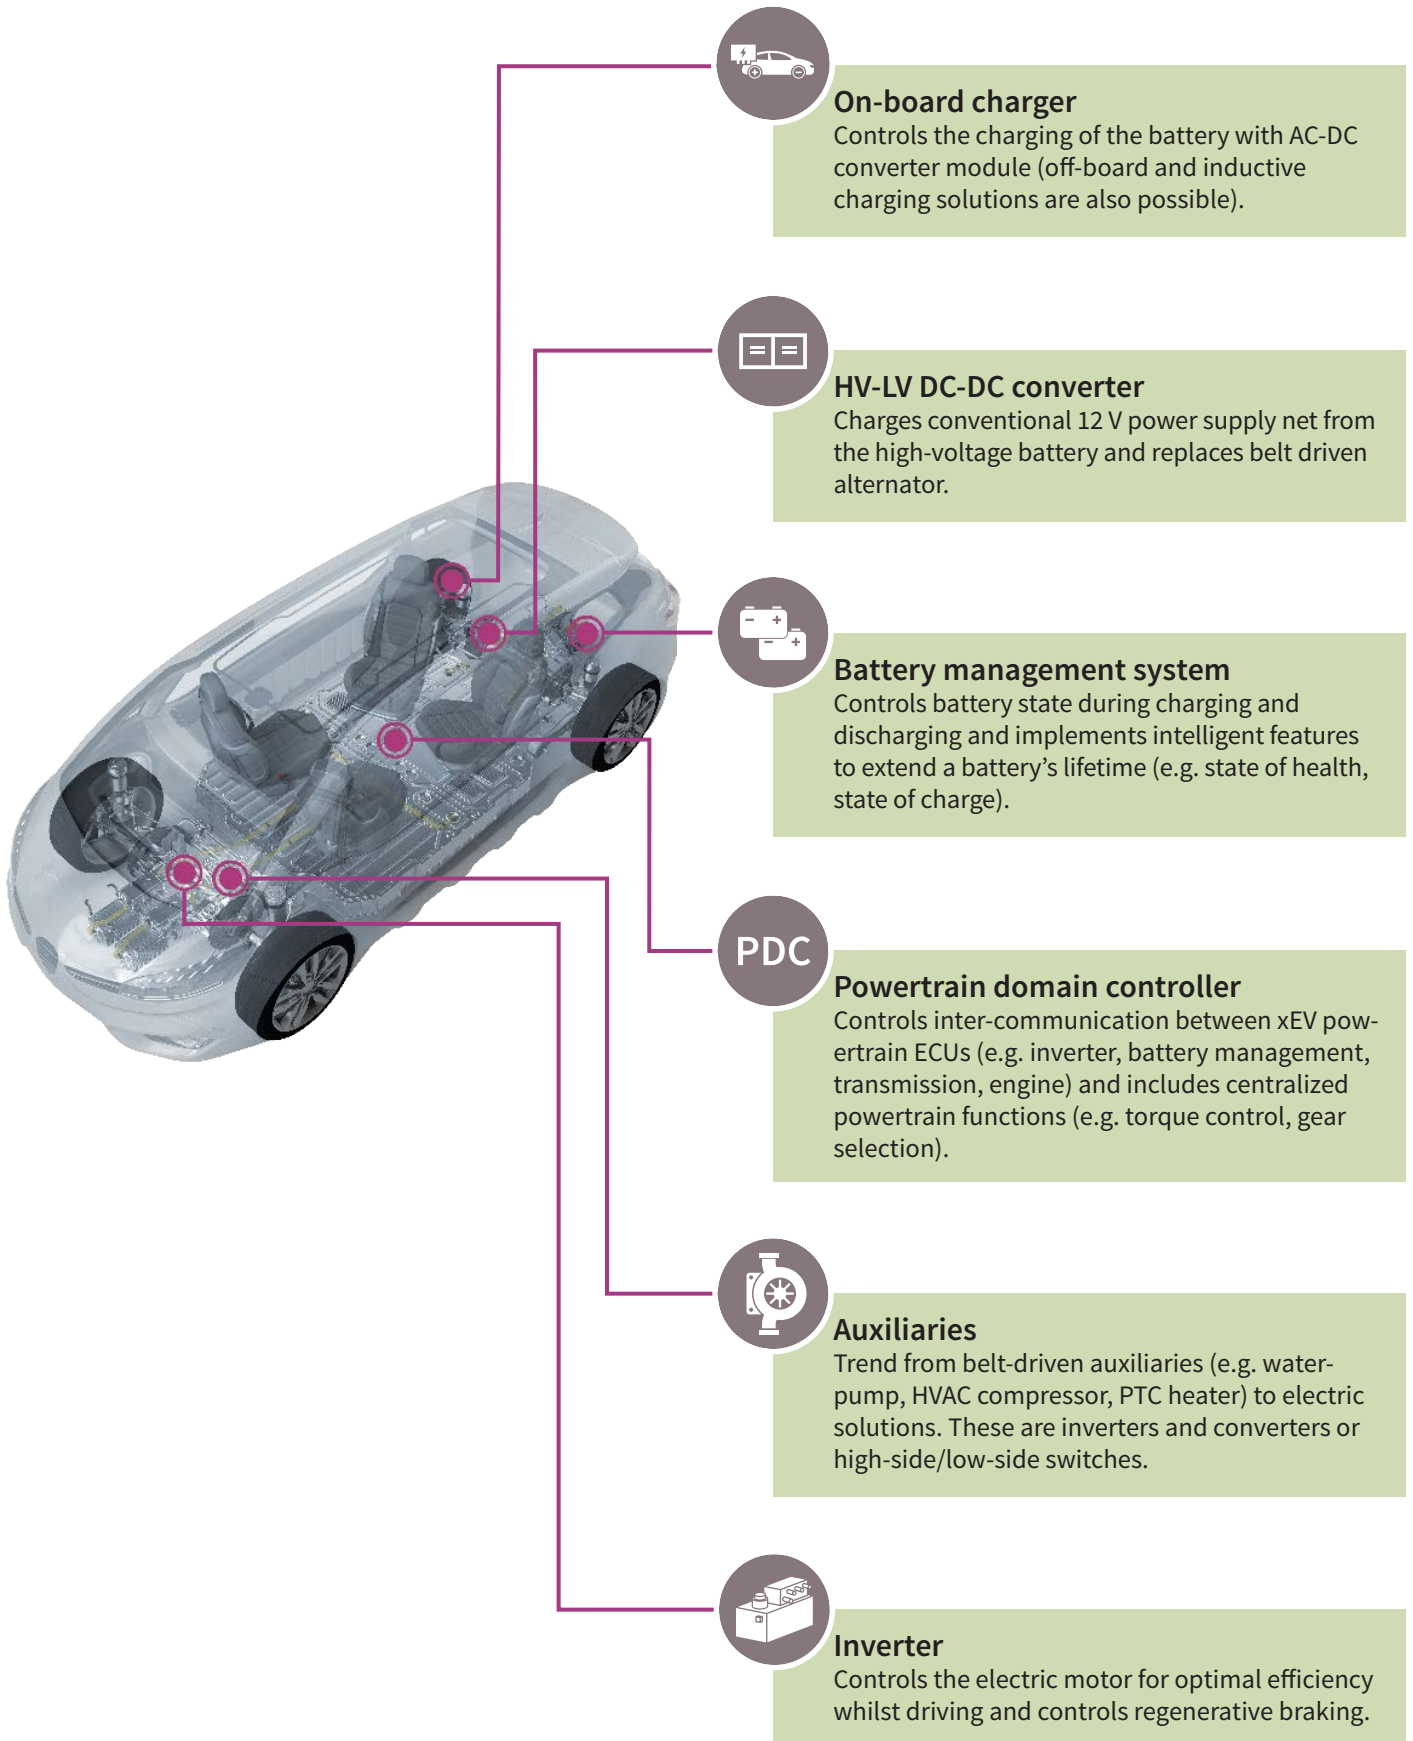 On-board charger
Controls the charging of the battery with AC-DC
converter module (off-board and inductive
charging solutions are also possible).
HV-LV DC-DC converter
Charges conventional 12 V power supply net from
the high-voltage battery and replaces belt driven
alternator.
Battery management system
Controls battery state during charging and
discharging and implements intelligent features
to extend a battery’s lifetime (e.g. state of health,
state of charge).
PDC
Powertrain domain controller
Controls inter-communication between xEV pow-
ertrain ECUs (e.g. inverter, battery management,
transmission, engine) and includes centralized
powertrain functions (e.g. torque control, gear
selection).
Auxiliaries
Trend from belt-driven auxiliaries (e.g. water-
pump, HVAC compressor, PTC heater) to electric
solutions. These are inverters and converters or
high-side/low-side switches.
Inverter
Controls the electric motor for optimal efficiency
whilst driving and controls regenerative braking.